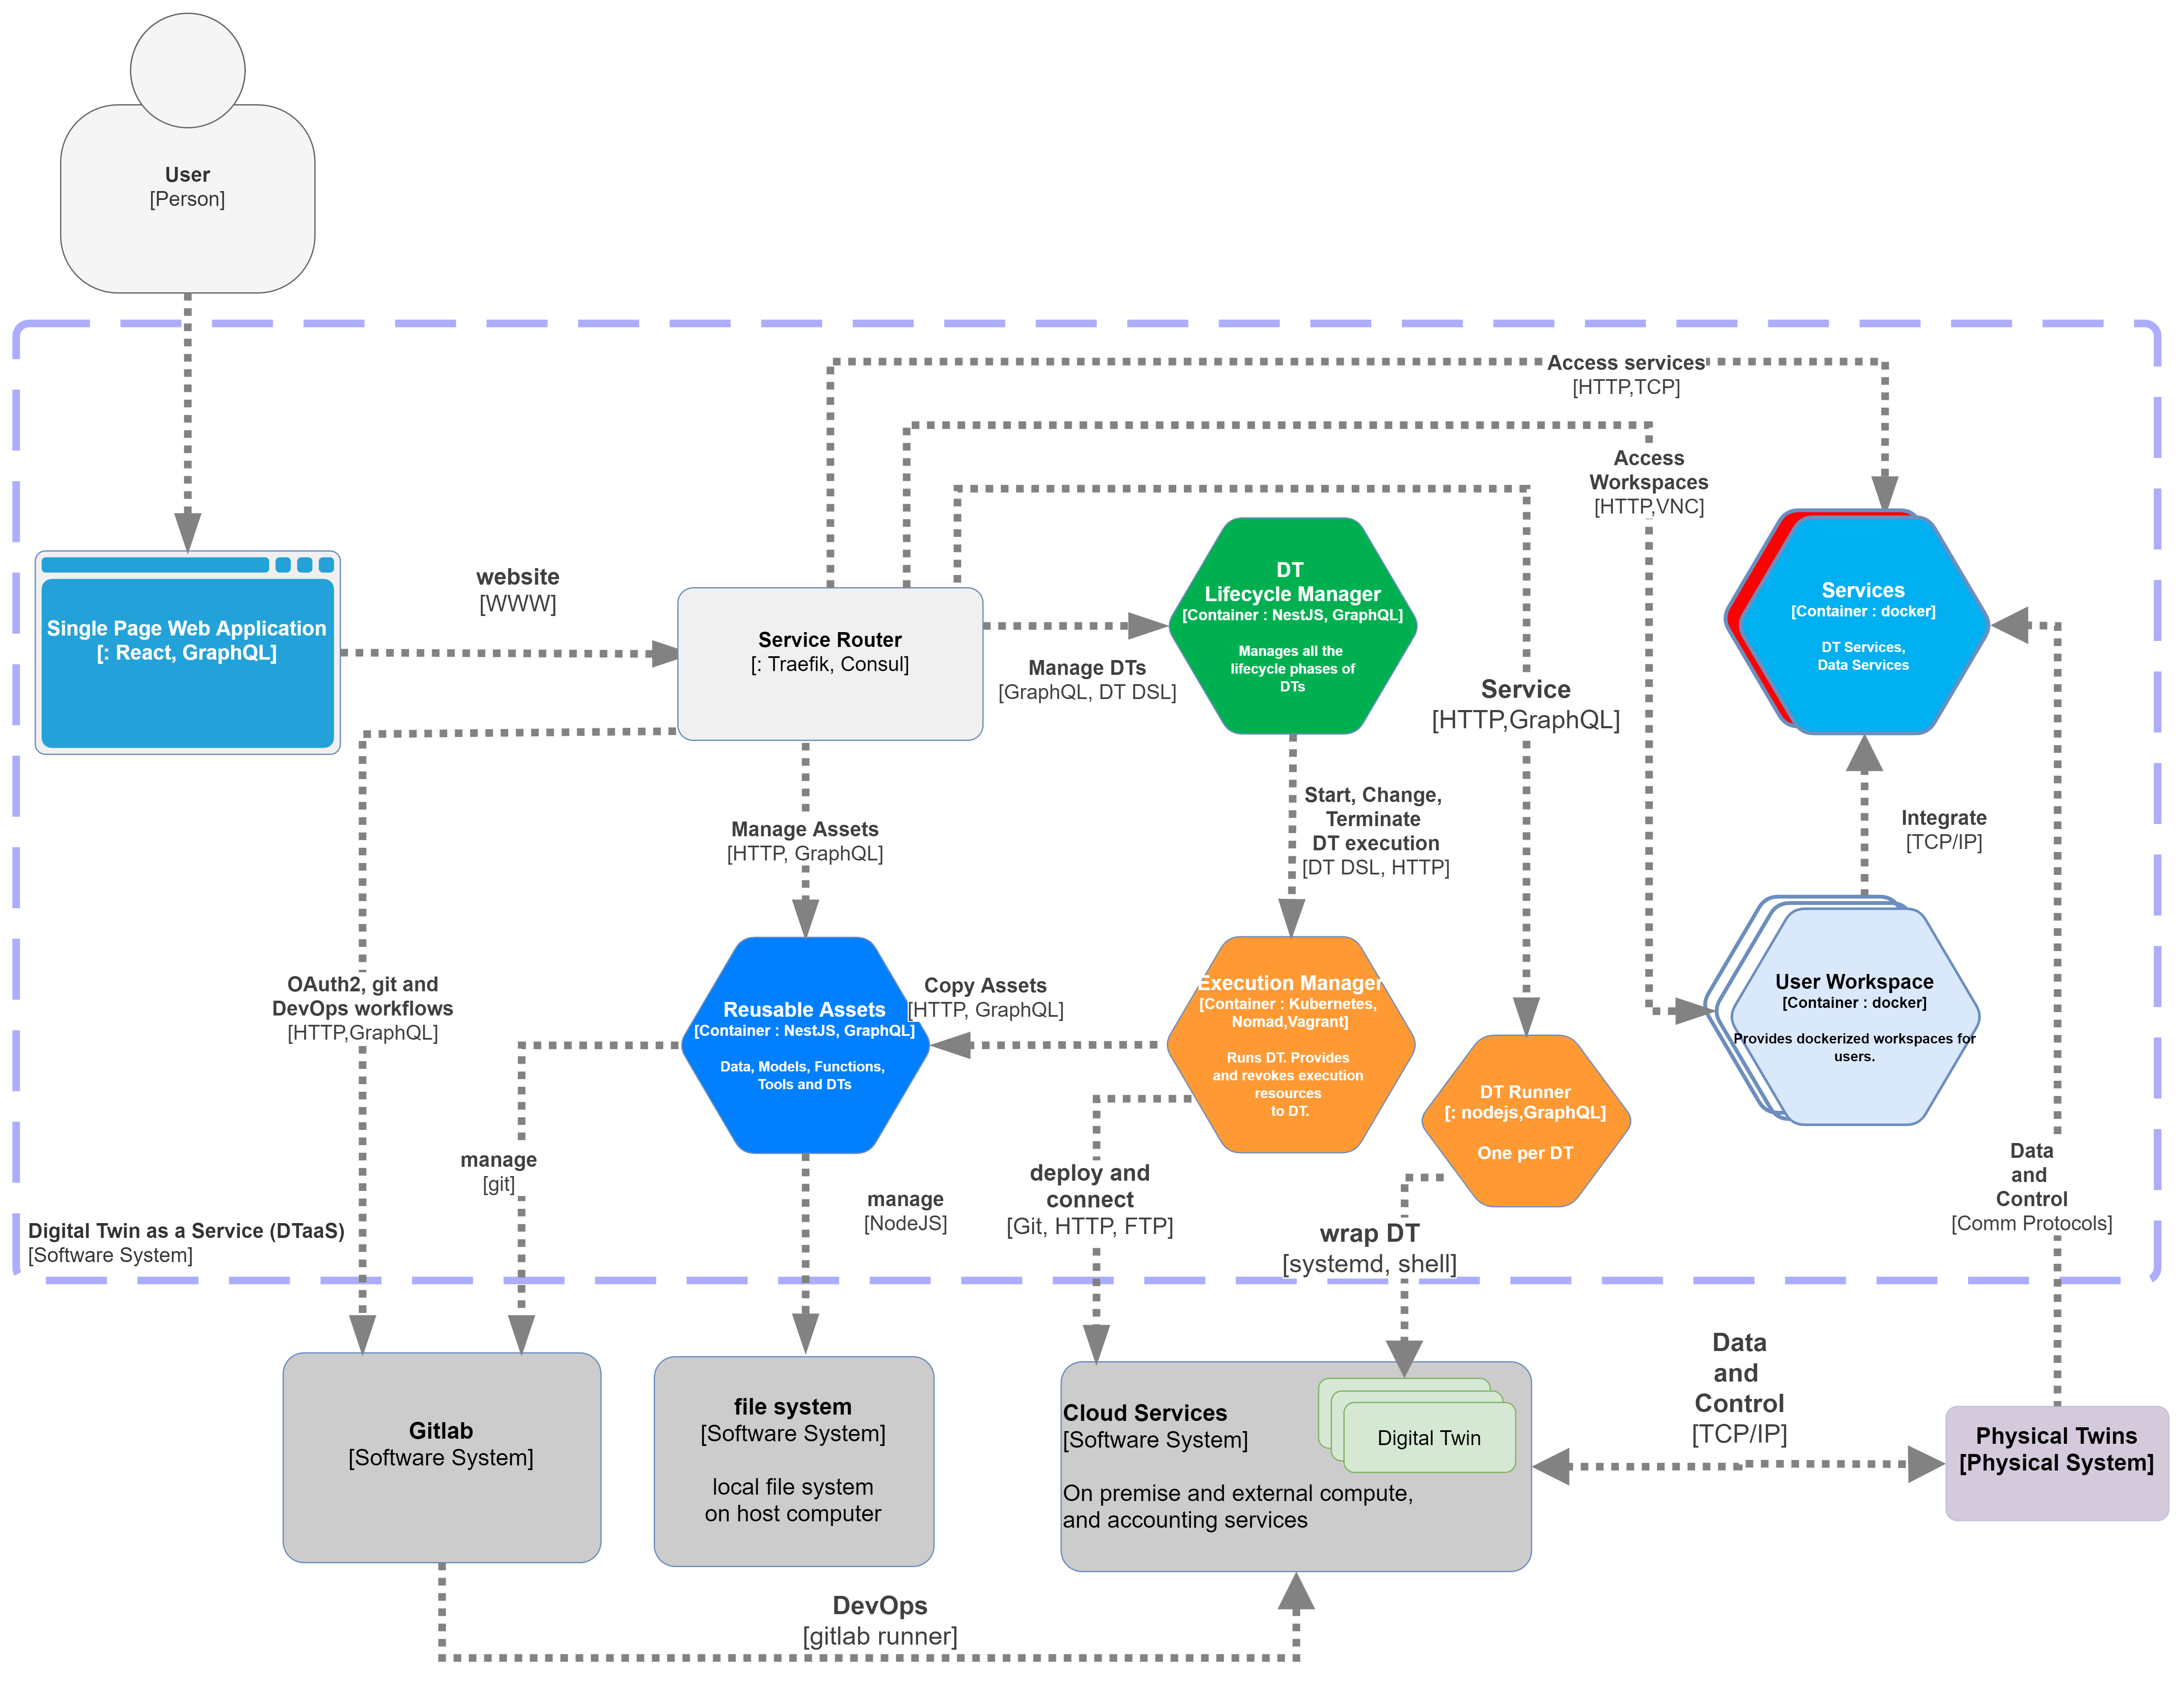 User
[Person]
Access services
[HTTP,TCP]
Access
Workspaces
[HTTP,VNC]
website
[WWW]
Single Page Web Application
[: React, GraphQL]
Service Router
[: Traefik, Consul]
Manage DTs
[GraphQL, DT DSL]
DT
Lifecycle Manager
[Container : NestJS, GraphQL]
Manages all the
lifecycle phases of
DTs
Service
[HTTP,GraphQL]
Services
[Container : docker]
DT Services,
Data Services
Manage Assets
[HTTP, GraphQL]
Start, Change,
Terminate
DT execution
[DT DSL, HTTP]
Integrate
[TCP/IP]
OAuth2, git and
DevOps workflows
[HTTP,GraphQL]
Reusable Assets
[Container : NestJS, GraphQL]
Data, Models, Functions,
Tools and DTs
Copy Assets
[HTTP, GraphQL]
Execution Manager
[Container : Kubernetes,
Nomad,Vagrant]
Runs DT. Provides
and revokes execution
resources
to DT.
DT Runner
[: nodejs,GraphQL]
One per DT
User Workspace
[Container : docker]
Provides dockerized workspaces for
users.
manage
[git]
manage
[NodeJS]
deploy and
connect
[Git, HTTP, FTP]
wrap DT
[systemd, shell]
Data
and
Control
[Comm Protocols]
Digital Twin as a Service (DTaaS)
[Software System]
Gitlab
[Software System]
file system
[Software System]
local file system
on host computer
Cloud Services
[Software System]
On premise and external compute,
and accounting services
Digital Twin
Data
and
Control
[TCP/IP]
Physical Twins
[Physical System]
DevOps
[gitlab runner]